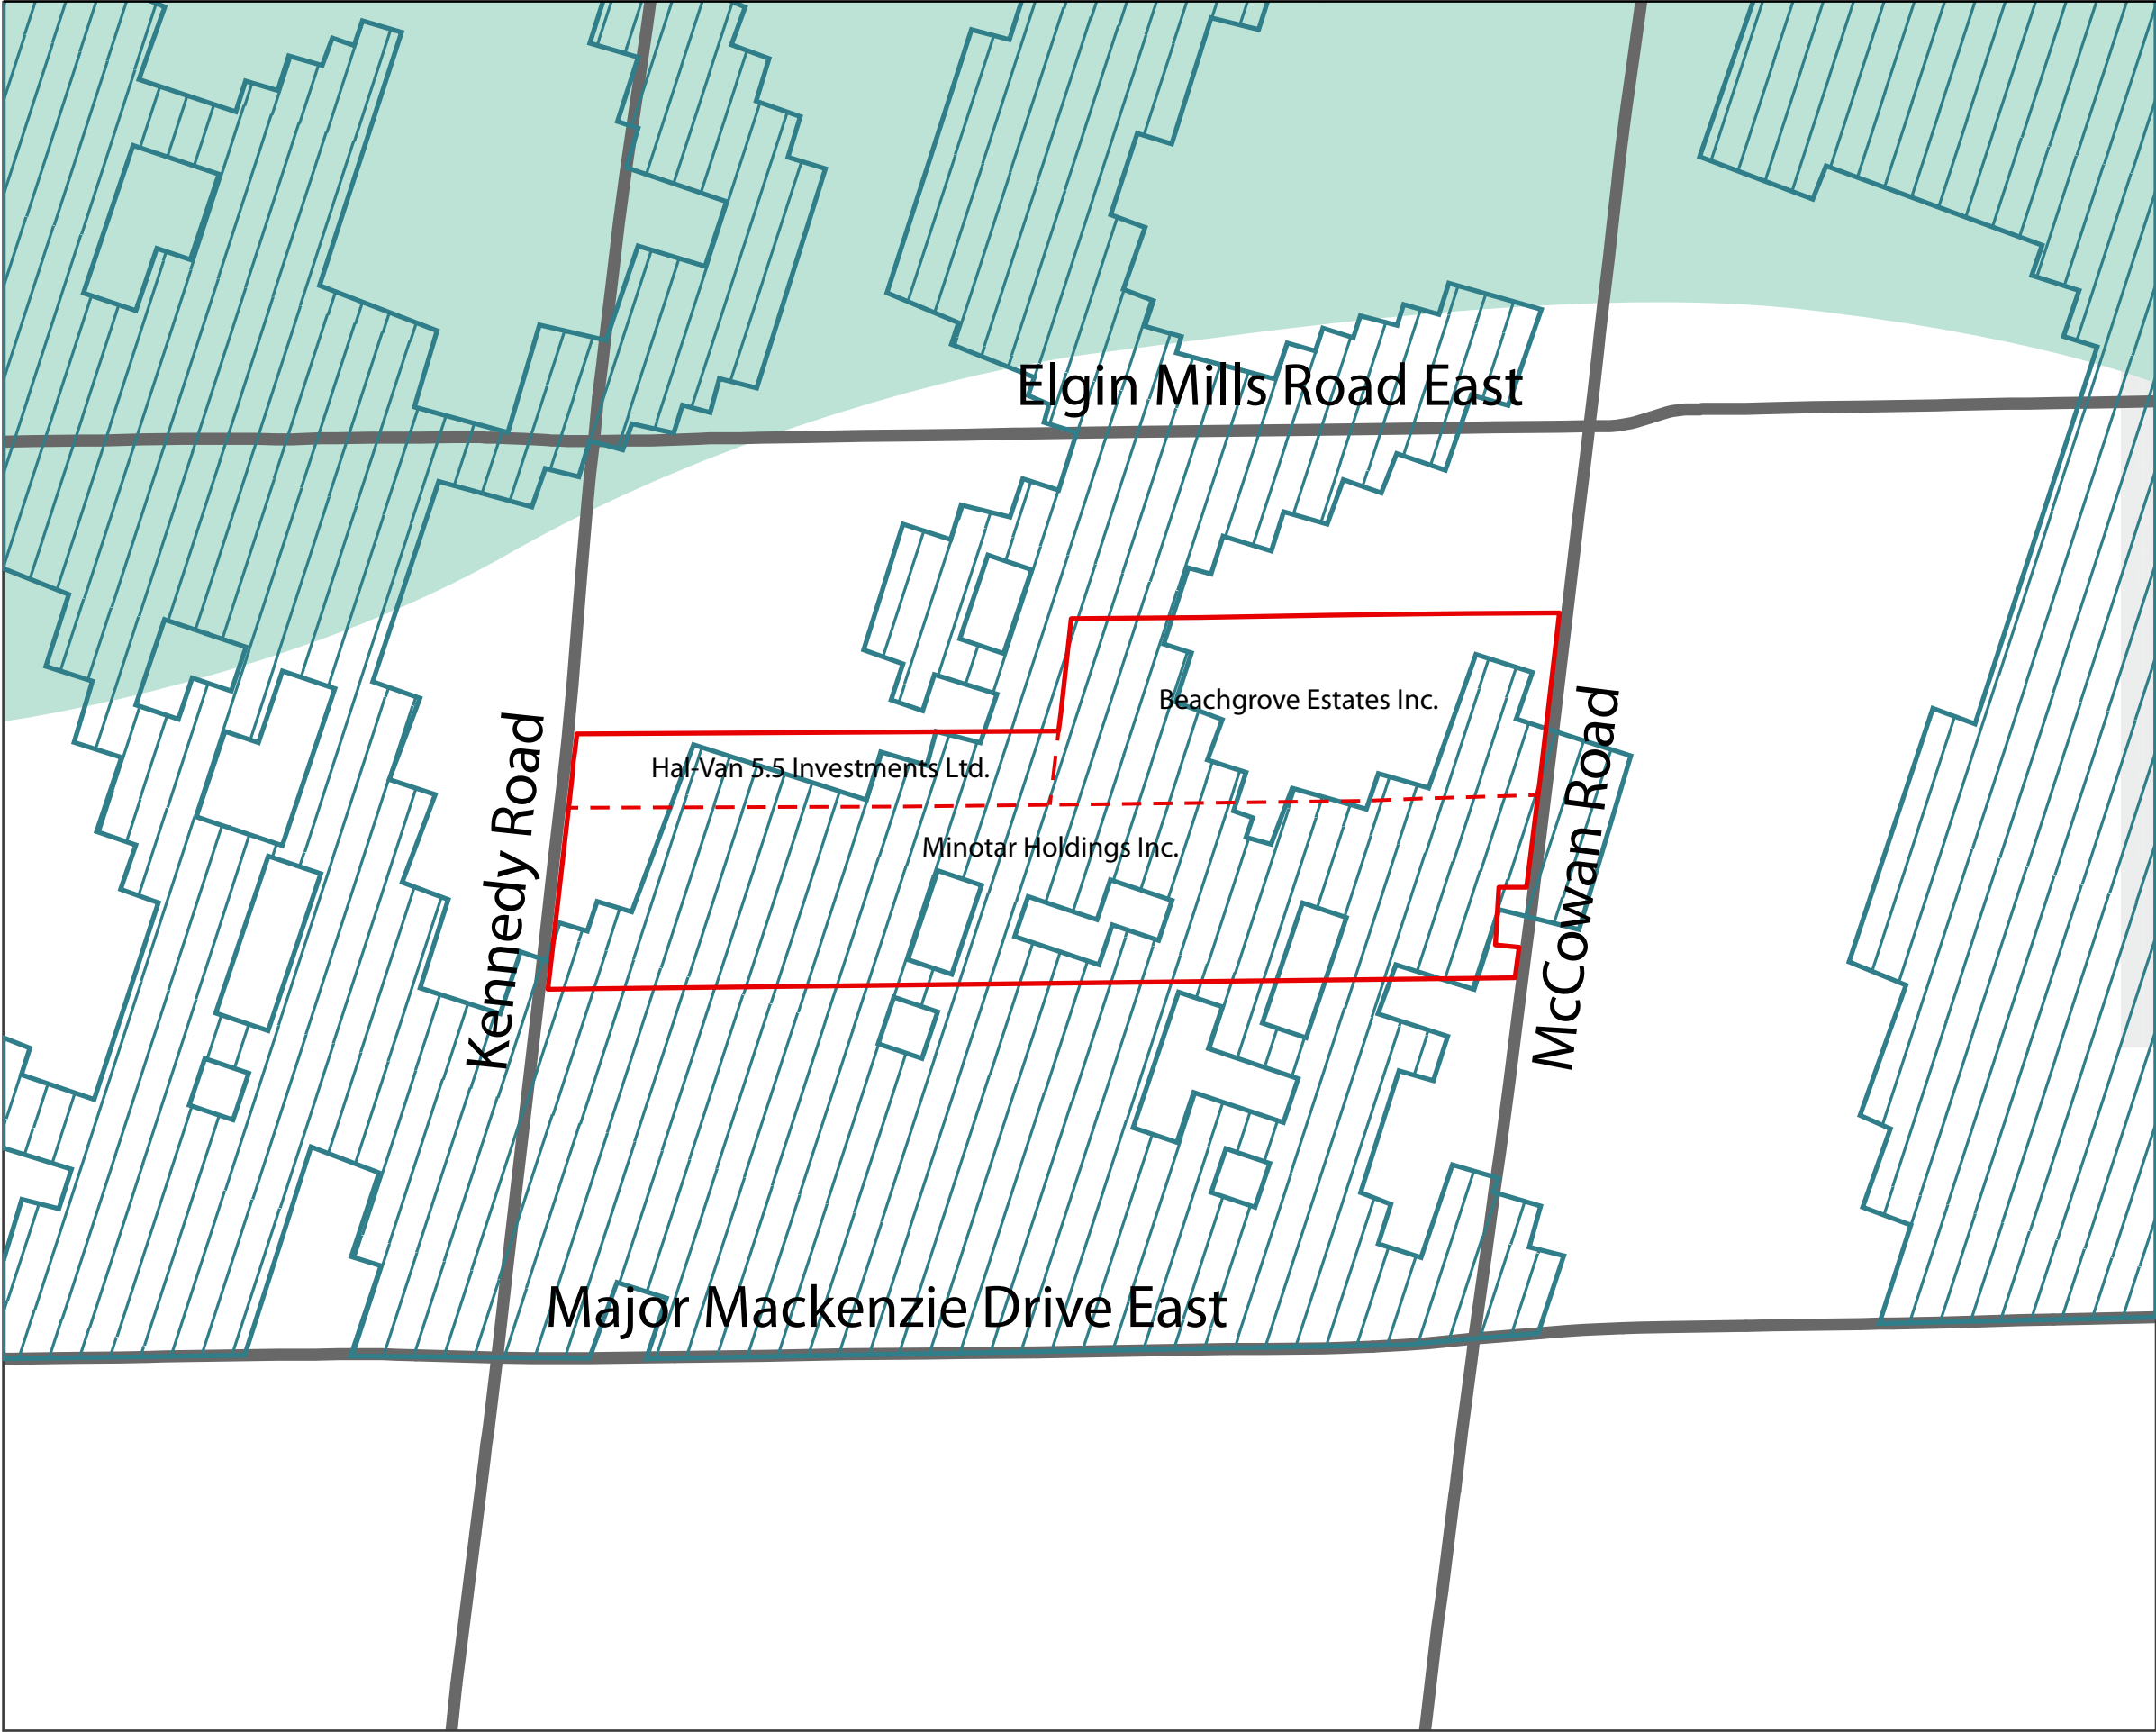 Elgin Mills Road East
Beachgrove Estates Inc.
Hal-Van 5.5 Investments Ltd.
Minotar Holdings Inc.
Kennedy Road
McCowan Road
Major Mackenzie Drive East